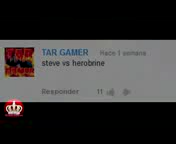 TAR GAMER Hace 1 semana
steve vs herobrine
Responder 11